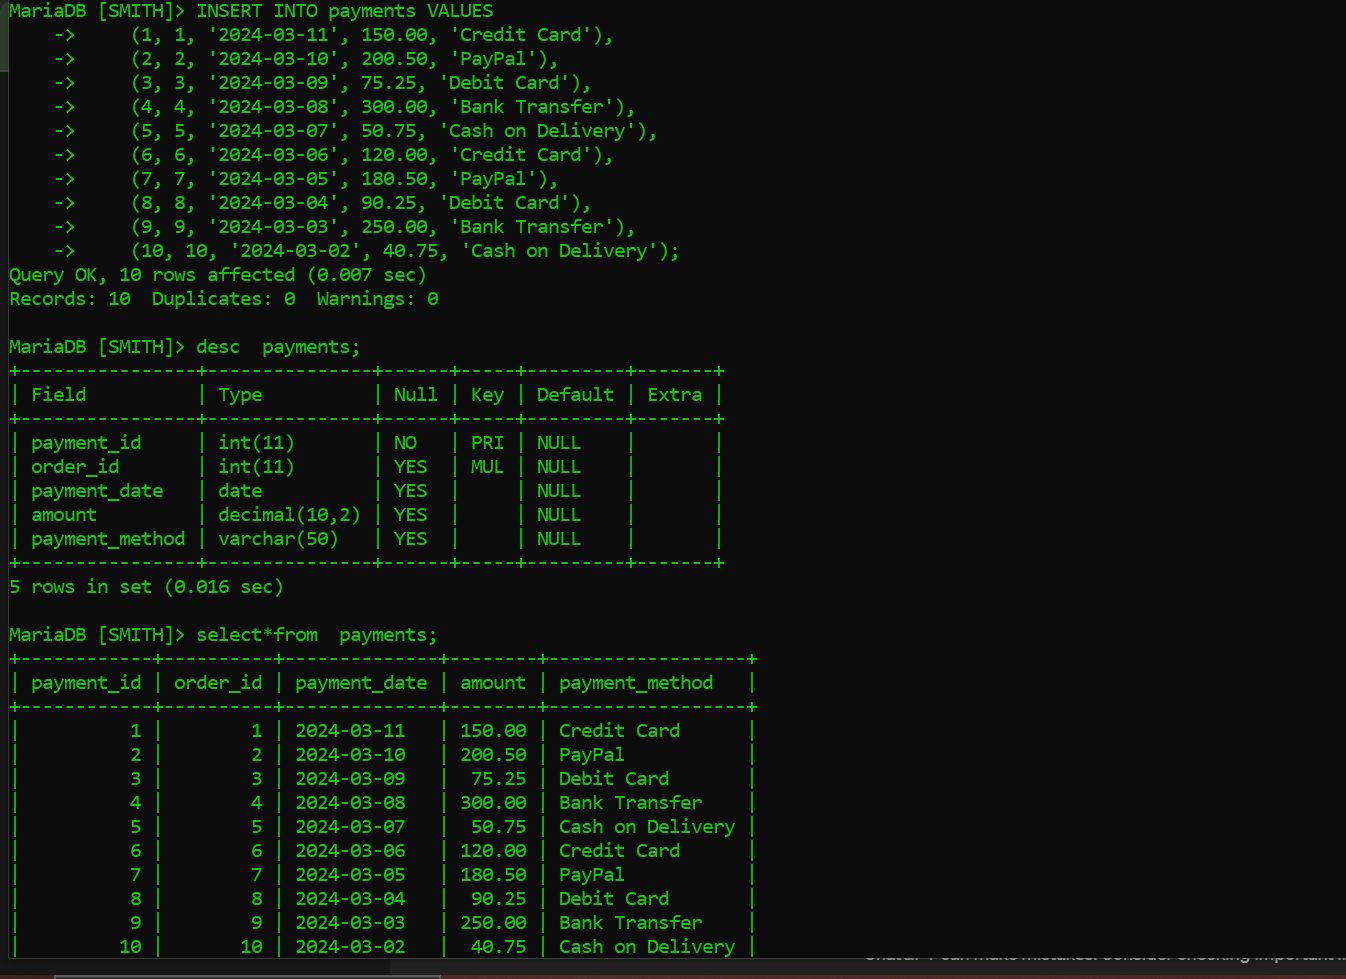 MariaDB [SMITH]> INSERT INTO payments VALUES
    ->     (1, 1, '2024-03-11', 150.00, 'Credit Card'),
    ->     (2, 2, '2024-03-10', 200.50, 'PayPal'),
    ->     (3, 3, '2024-03-09', 75.25, 'Debit Card'),
    ->     (4, 4, '2024-03-08', 300.00, 'Bank Transfer'),
    ->     (5, 5, '2024-03-07', 50.75, 'Cash on Delivery'),
    ->     (6, 6, '2024-03-06', 120.00, 'Credit Card'),
    ->     (7, 7, '2024-03-05', 180.50, 'PayPal'),
    ->     (8, 8, '2024-03-04', 90.25, 'Debit Card'),
    ->     (9, 9, '2024-03-03', 250.00, 'Bank Transfer'),
    ->     (10, 10, '2024-03-02', 40.75, 'Cash on Delivery');
Query OK, 10 rows affected (0.007 sec)
Records: 10  Duplicates: 0  Warnings: 0

MariaDB [SMITH]> desc  payments;
+----------------+---------------+------+-----+---------+-------+
| Field          | Type          | Null | Key | Default | Extra |
+----------------+---------------+------+-----+---------+-------+
| payment_id     | int(11)       | NO   | PRI | NULL    |       |
| order_id       | int(11)       | YES  | MUL | NULL    |       |
| payment_date   | date          | YES  |     | NULL    |       |
| amount         | decimal(10,2) | YES  |     | NULL    |       |
| payment_method | varchar(50)   | YES  |     | NULL    |       |
+----------------+---------------+------+-----+---------+-------+
5 rows in set (0.016 sec)

MariaDB [SMITH]> select*from  payments;
+------------+----------+--------------+--------+------------------+
| payment_id | order_id | payment_date | amount | payment_method   |
+------------+----------+--------------+--------+------------------+
|          1 |        1 | 2024-03-11   | 150.00 | Credit Card      |
|          2 |        2 | 2024-03-10   | 200.50 | PayPal           |
|          3 |        3 | 2024-03-09   |  75.25 | Debit Card       |
|          4 |        4 | 2024-03-08   | 300.00 | Bank Transfer    |
|          5 |        5 | 2024-03-07   |  50.75 | Cash on Delivery |
|          6 |        6 | 2024-03-06   | 120.00 | Credit Card      |
|          7 |        7 | 2024-03-05   | 180.50 | PayPal           |
|          8 |        8 | 2024-03-04   |  90.25 | Debit Card       |
|          9 |        9 | 2024-03-03   | 250.00 | Bank Transfer    |
|         10 |       10 | 2024-03-02   |  40.75 | Cash on Delivery |